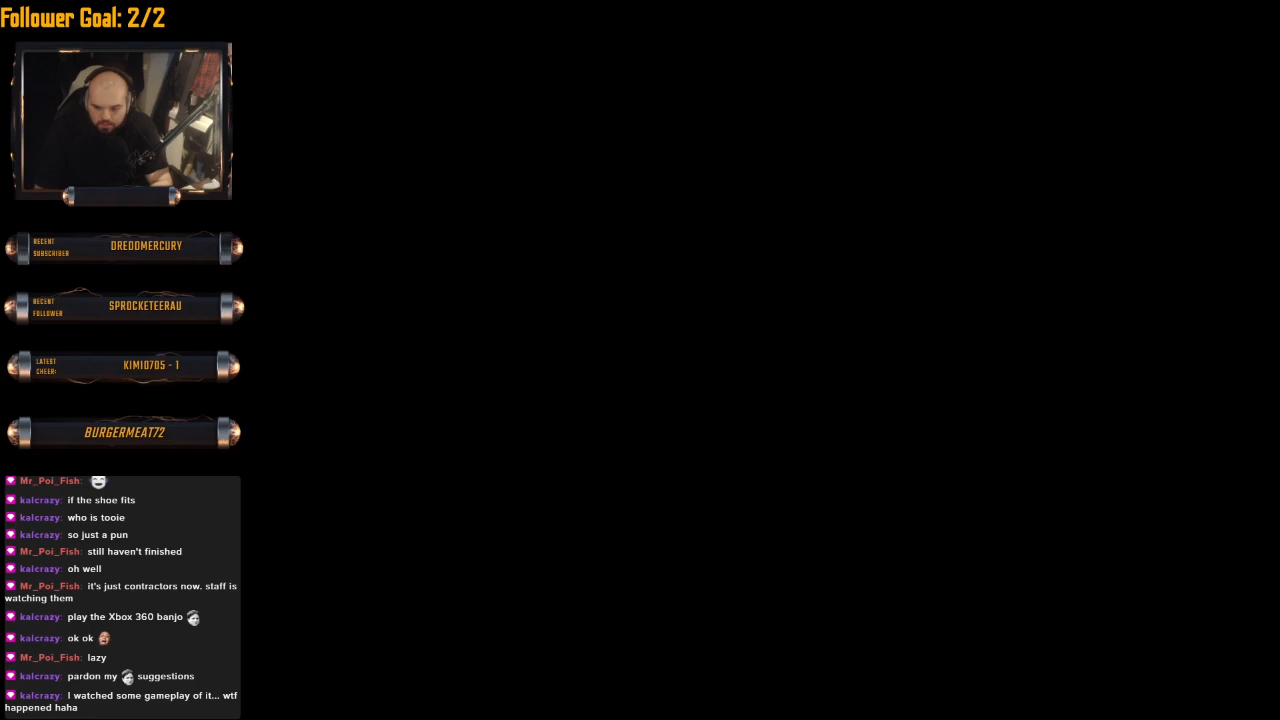 Follower Goal: 2/2
RECENT
SUBSCRIBER
DREDDMERCURY
RECENT
FOLLOWER
SPROCKETEERAU
LATEST
CHEER:
KIMI0705 - 1
BURGERMEAT72
Mr_Poi_Fish:
kalcrazy: if the shoe fits
kalcrazy: who is tooie
kalcrazy: so just a pun
Mr_Poi_Fish: still haven't finished
kalcrazy: oh well
Mr_Poi_Fish: it's just contractors now. staff is
watching them
kalcrazy: play the Xbox 360 banjo
kalcrazy: ok ok
Mr_Poi_Fish: lazy
kalcrazy: pardon my suggestions
kalcrazy: I watched some gameplay of it... wtf
happened haha